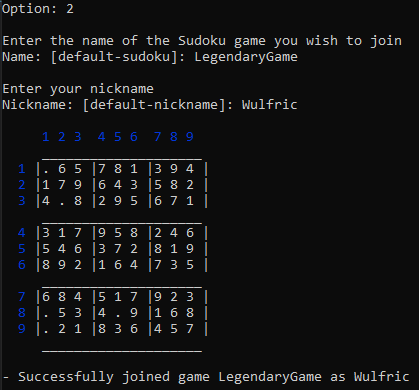 Option: 2
Enter the name of the Sudoku game you wish to join
Name: [default-sudoku]: LegendaryGame
Enter your nickname
Nickname: [default-nickname]: Wulfric
1 2 3 4 5 6 7 8 9
____________________
1 |. 6 5 |7 8 1 |3 9 4 |
2 |1 7 9 |6 4 3 |5 8 2 |
3 |4 . 8 |2 9 5 |6 7 1 |
____________________
4 |3 1 7 |9 5 8 |2 4 6 |
5 |5 4 6 |3 7 2 |8 1 9 |
6 |8 9 2 |1 6 4 |7 3 5 |
____________________
7 |6 8 4 |5 1 7 |9 2 3 |
8 |. 5 3 |4 . 9 |1 6 8 |
9 |. 2 1 |8 3 6 |4 5 7 |
____________________
- Successfully joined game LegendaryGame as Wulfric